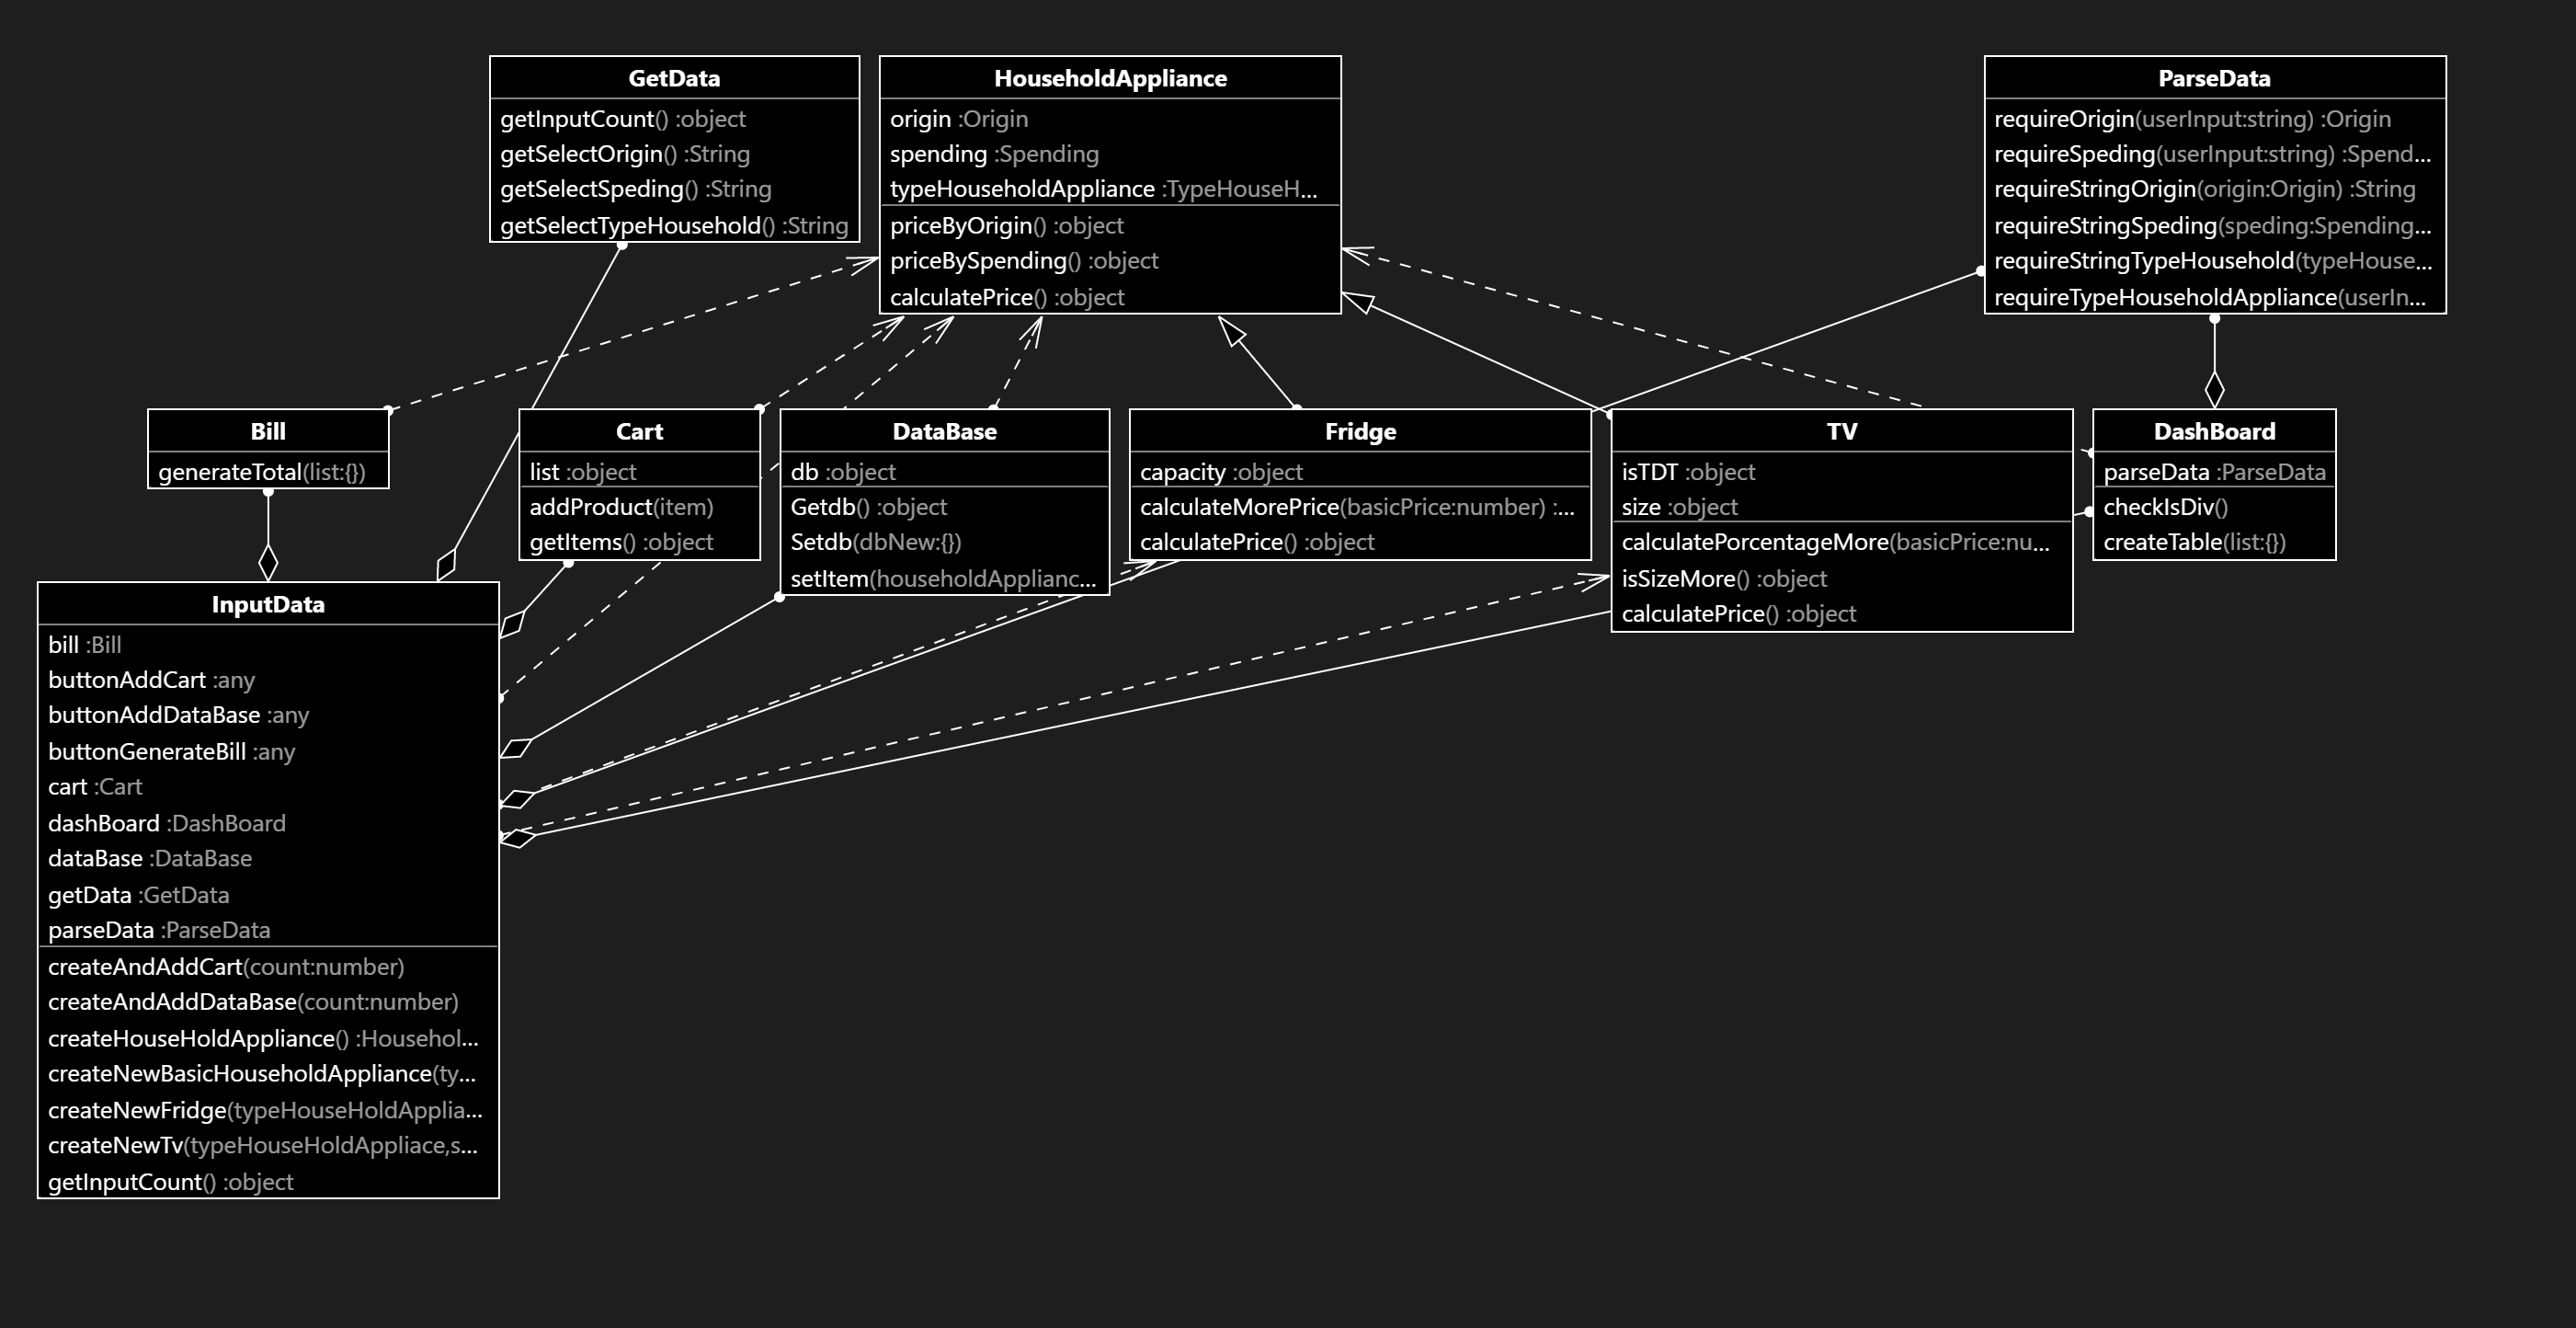 GetData
getInputCount() :object
getSelectOrigin() :String
getSelectSpeding() :String
getSelectTypeHousehold() :String
HouseholdAppliance
origin :Origin
spending :Spending
typeHouseholdAppliance :TypeHouseH...
priceByOrigin() :object
priceBySpending() :object
calculatePrice() :object
ParseData
requireOrigin(userInput:string) :Origin
requireSpeding(userInput:string) :Spend...
requireStringOrigin(origin:Origin) :String
requireStringSpeding(speding:Spending...
requireStringTypeHousehold(typeHouse...
requireTypeHouseholdAppliance(userIn...
Bill
generateTotal(list:{})
Cart
list :object
addProduct(item)
getItems() :object
DataBase
db :object
Getdb() :object
Setdb(dbNew:{})
setItem(householdApplianc...
Fridge
capacity :object
calculateMorePrice(basicPrice:number) :...
calculatePrice() :object
TV
isTDT :object
size :object
calculatePorcentageMore(basicPrice:nu...
isSizeMore() :object
calculatePrice() :object
DashBoard
parseData :ParseData
checkIsDiv()
createTable(list:{})
InputData
bill :Bill
buttonAddCart :any
buttonAddDataBase :any
buttonGenerateBill :any
cart :Cart
dashBoard :DashBoard
dataBase :DataBase
getData :GetData
parseData :ParseData
createAndAddCart(count:number)
createAndAddDataBase(count:number)
createHouseHoldAppliance() :Househol...
createNewBasicHouseholdAppliance(ty...
createNewFridge(typeHouseHoldApplia...
createNewTv(typeHouseHoldAppliace,s...
getInputCount() :object